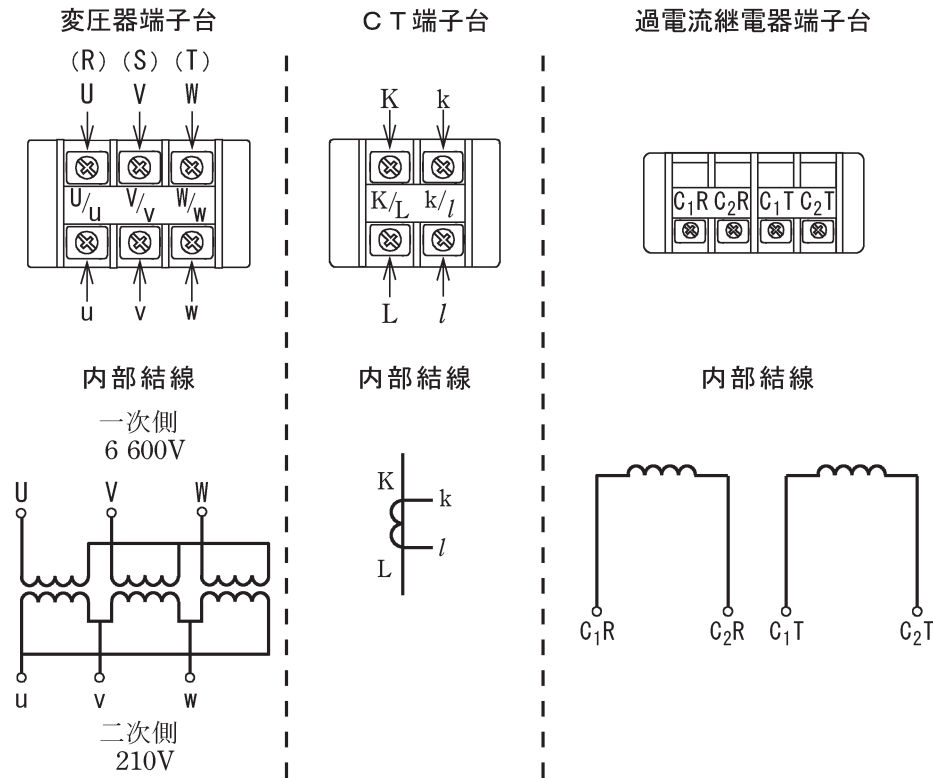 変圧器端子台
(R) (S) (T)
U V W
U/u V/v W/w
u v w
内部結線
一次側
6 600V
U V W
u v w
二次側
210V
CT端子台
K k
K/L k/l
L l
内部結線
K
k
l
L
過電流継電器端子台
C₁R C₂R C₁T C₂T
内部結線
C₁R C₂R C₁T C₂T